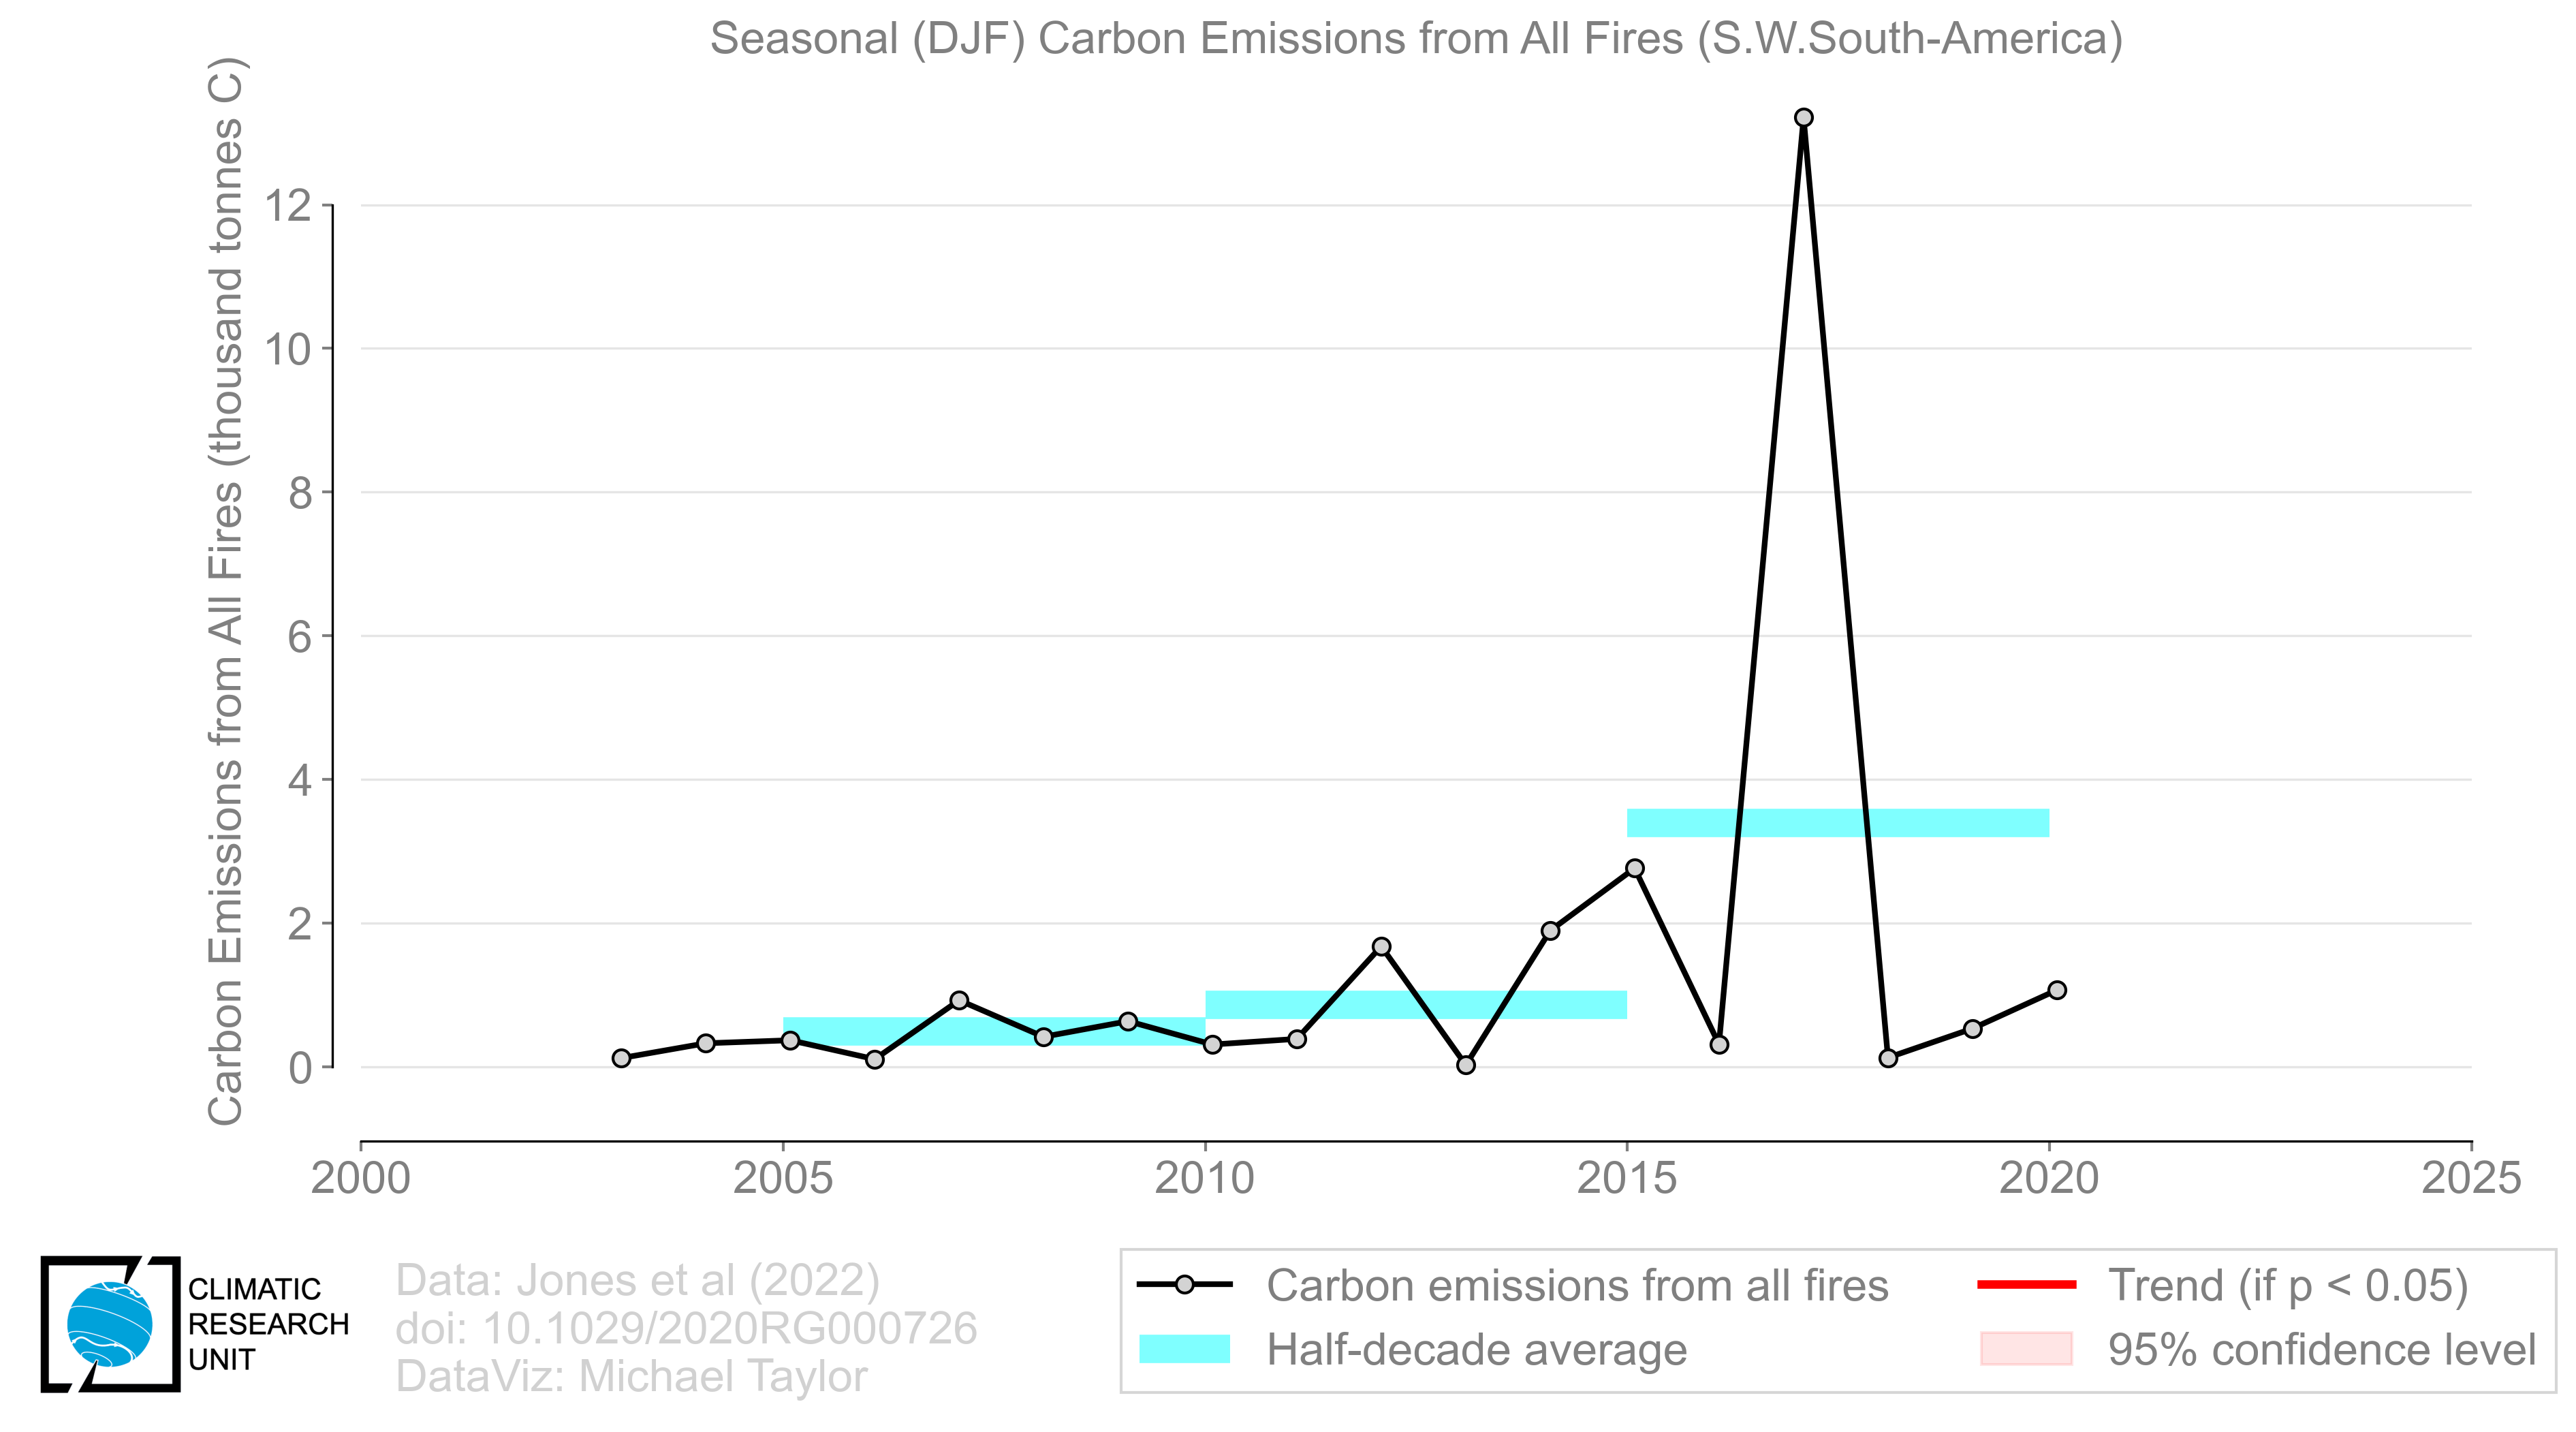 Seasonal (DJF) Carbon Emissions from All Fires (S.W.South-America)
Carbon Emissions from All Fires (thousand tonnes C)
12
10
8
6
4
2
0
2000
2005
2010
2015
2020
2025
CLIMATIC
RESEARCH
UNIT
Data: Jones et al (2022)
doi: 10.1029/2020RG000726
DataViz: Michael Taylor
Carbon emissions from all fires
Half-decade average
Trend (if p < 0.05)
95% confidence level